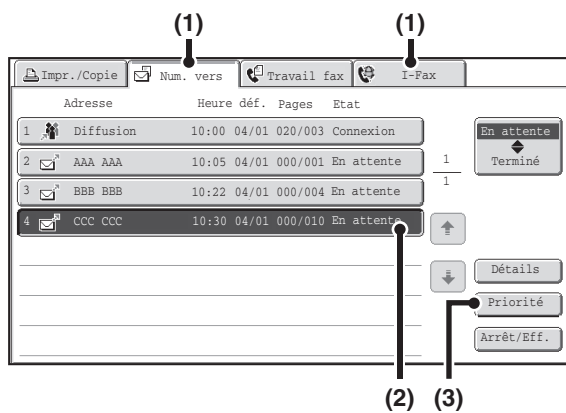 (1) (1)
Impr./Copie Num. vers Travail fax I-Fax
Adresse Heure déf. Pages Etat
1 Diffusion 10:00 04/01 020/003 Connexion
2 AAA AAA 10:05 04/01 000/001 En attente
3 BBB BBB 10:22 04/01 000/004 En attente
4 CCC CCC 10:30 04/01 000/010 En attente
1
1
En attente
Terminé
Détails
Priorité
Arrêt/Eff.
(2) (3)